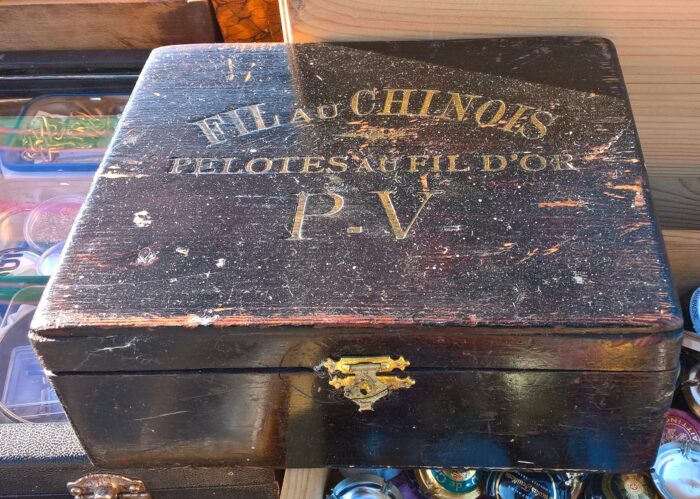 FIL AU CHINOIS
PELOTES AU FIL D'OR
P.-V.